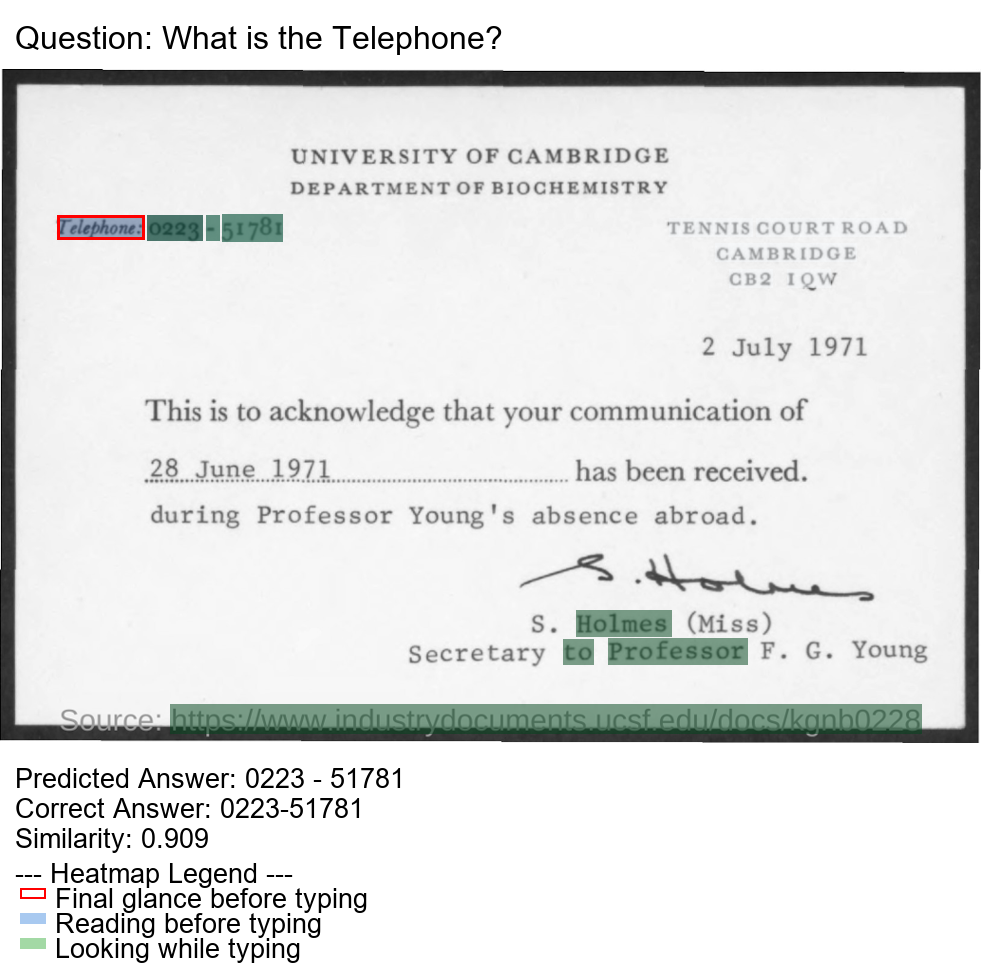 Question: What is the Telephone?
UNIVERSITY OF CAMBRIDGE
DEPARTMENT OF BIOCHEMISTRY
Telephone: 0223 - 51781
TENNIS COURT ROAD
CAMBRIDGE
CB2 1QW
2 July 1971
This is to acknowledge that your communication of
28 June 1971 has been received.
during Professor Young's absence abroad.
S. Holmes
S. Holmes (Miss)
Secretary to Professor F. G. Young
Source: https://www.industrydocuments.ucsf.edu/docs/kgnb0228
Predicted Answer: 0223 - 51781
Correct Answer: 0223-51781
Similarity: 0.909
--- Heatmap Legend ---
Final glance before typing
Reading before typing
Looking while typing